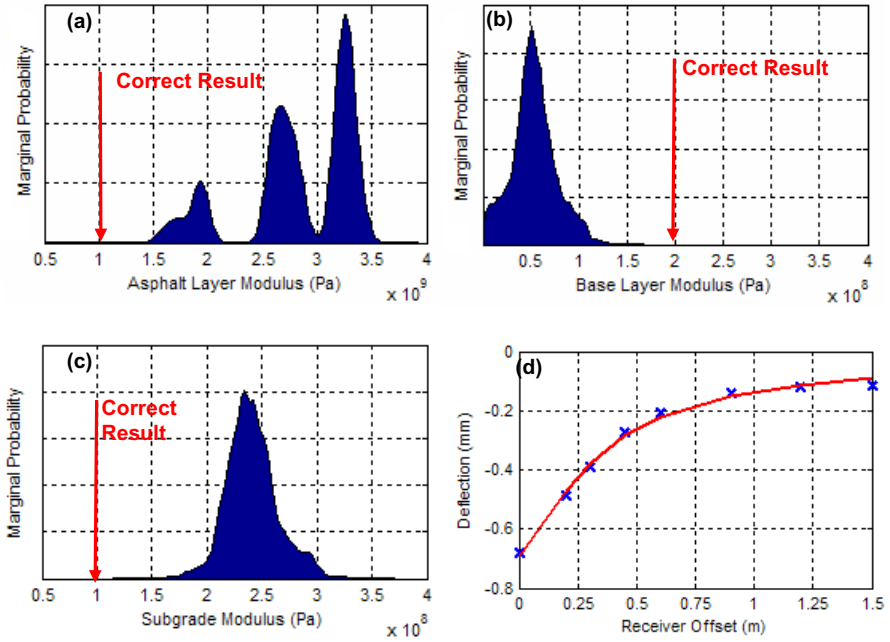 (a)
Correct Result
Marginal Probability
0.5 1 1.5 2 2.5 3 3.5 4
Asphalt Layer Modulus (Pa)
x 10⁹
(b)
Correct Result
Marginal Probability
0.5 1 1.5 2 2.5 3 3.5 4
Base Layer Modulus (Pa)
x 10⁸
(c)
Correct
Result
Marginal Probability
0.5 1 1.5 2 2.5 3 3.5 4
Subgrade Modulus (Pa)
x 10⁸
(d)
0
-0.2
-0.4
-0.6
-0.8
Deflection (mm)
0 0.25 0.5 0.75 1.0 1.25 1.5
Receiver Offset (m)